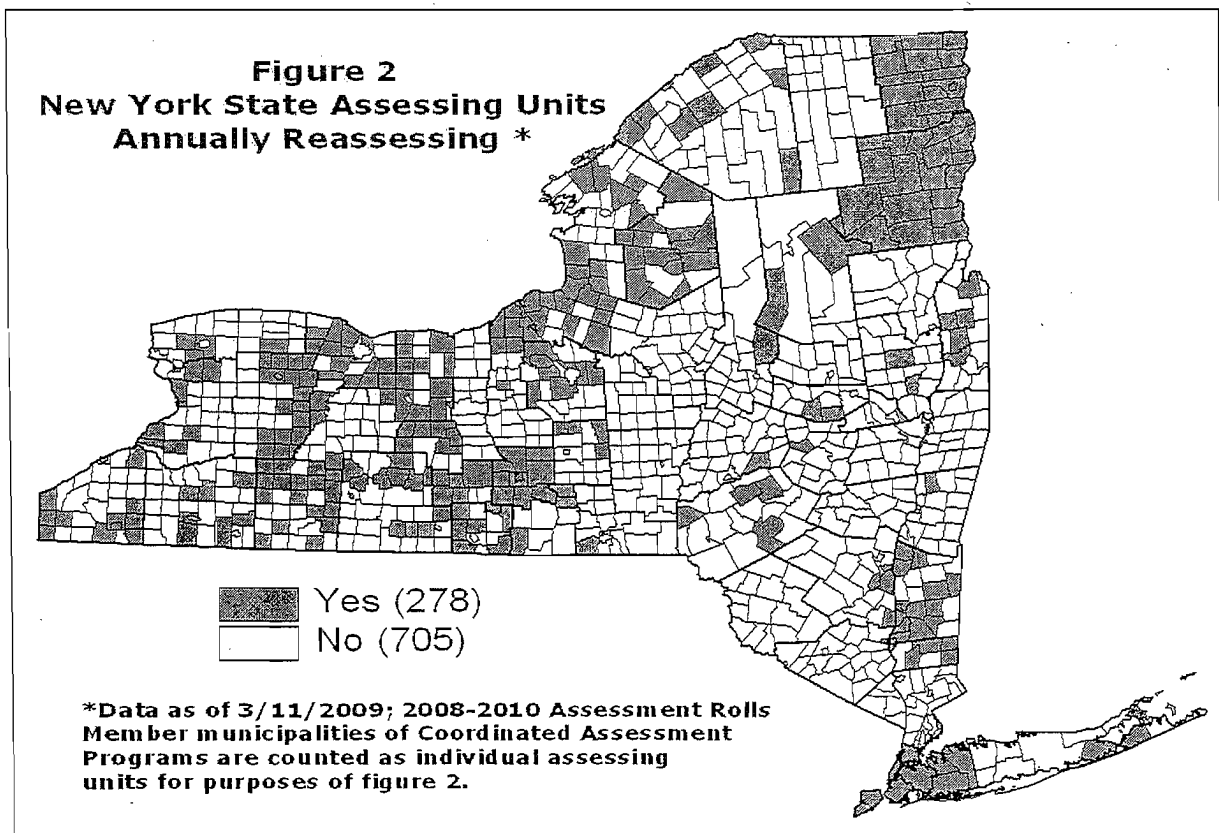 Figure 2
New York State Assessing Units
Annually Reassessing *
Yes (278)
No (705)
*Data as of 3/11/2009; 2008-2010 Assessment Rolls
Member municipalities of Coordinated Assessment
Programs are counted as individual assessing
units for purposes of figure 2.